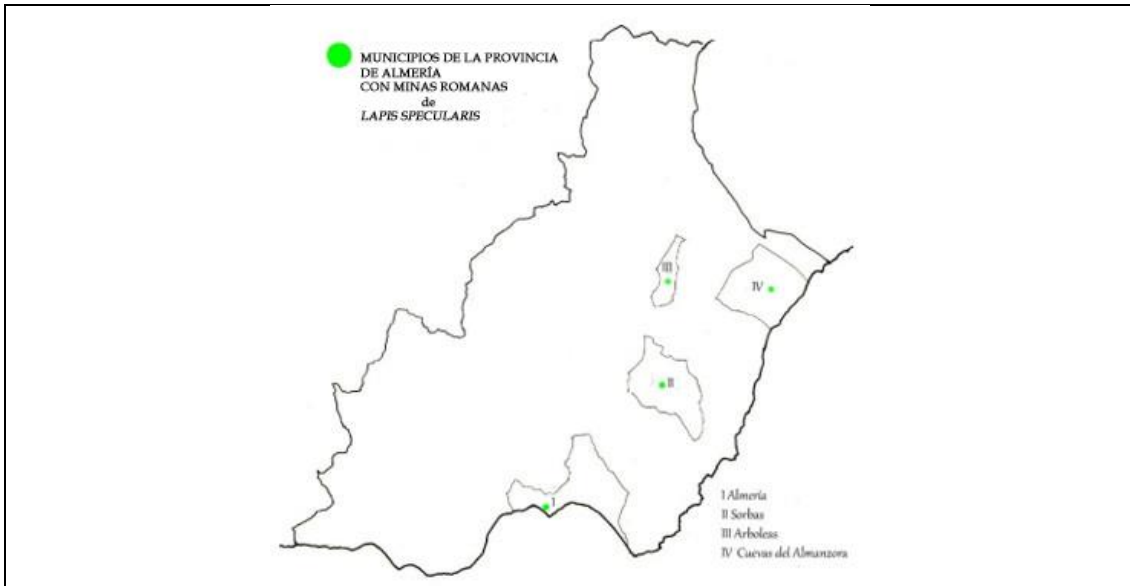 MUNICIPIOS DE LA PROVINCIA
DE ALMERÍA
CON MINAS ROMANAS
de
LAPIS SPECULARIS
III
IV
II
I
I Almería
II Sorbas
III Arboleas
IV Cuevas del Almanzora